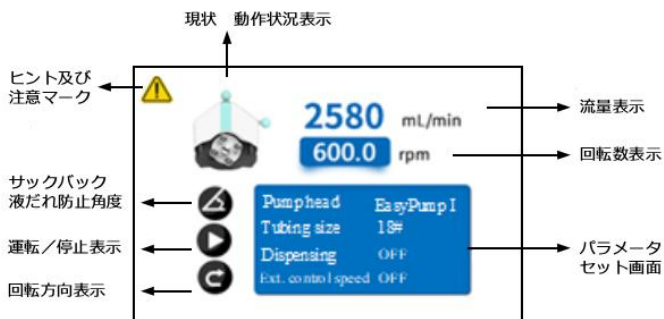 現状 動作状況表示
ヒント及び
注意マーク
2580 mL/min
流量表示
600.0 rpm
回転数表示
サックバック
液だれ防止角度
運転／停止表示
回転方向表示
Pumphead EasyPump I
Tubing size 18#
Dispensing OFF
Ext. control speed OFF
パラメータ
セット画面